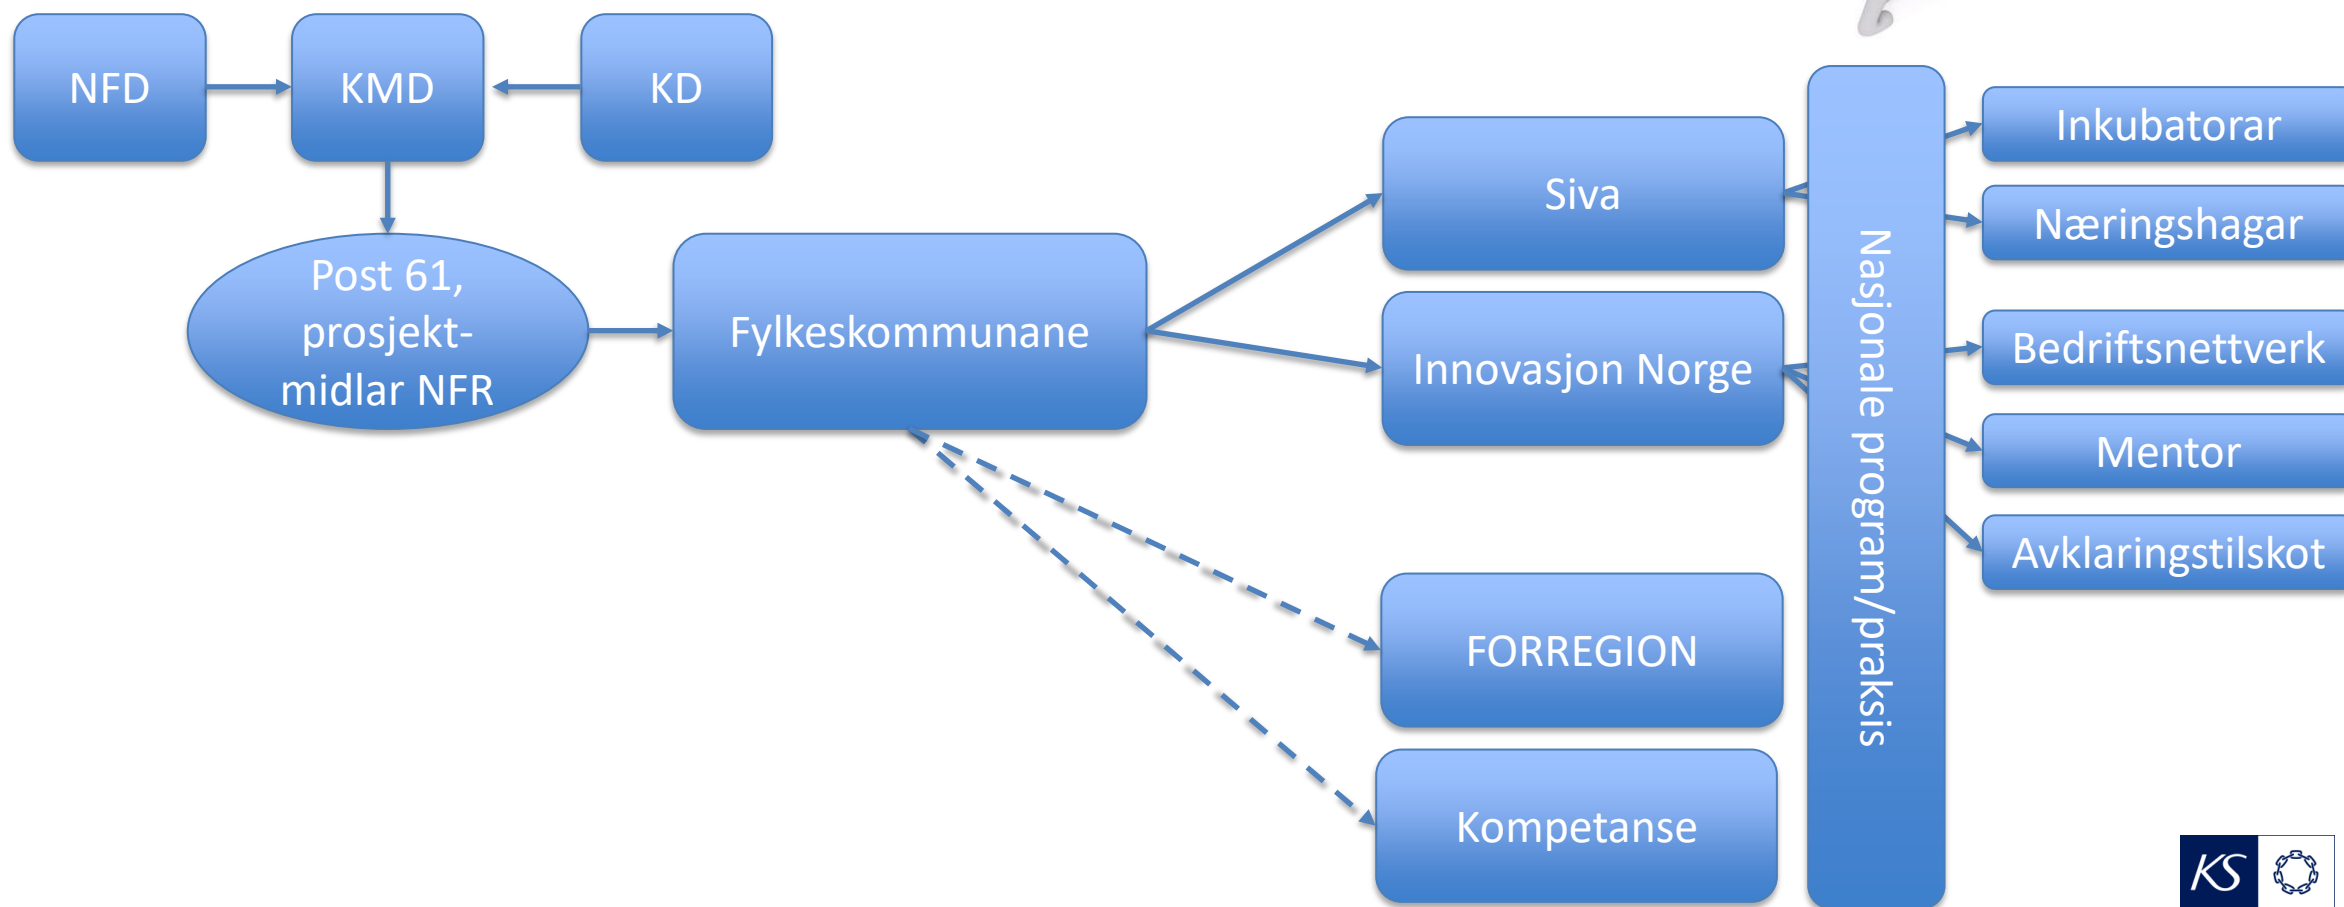 NFD
KMD
KD
Post 61,
prosjekt-
midlar NFR
Fylkeskommunane
Siva
Innovasjon Norge
FORREGION
Kompetanse
Nasjonale program/praksis
Inkubatorar
Næringshagar
Bedriftsnettverk
Mentor
Avklaringstilskot
KS